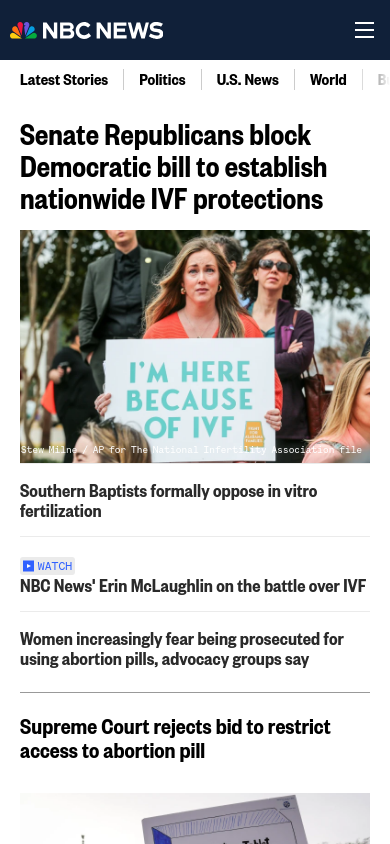 NBC NEWS
Latest Stories
Politics
U.S. News
World
Senate Republicans block
Democratic bill to establish
nationwide IVF protections
I'M HERE
BECAUSE
OF IVF
Stew Milne / AP for The National Infertility Association file
Southern Baptists formally oppose in vitro
fertilization
WATCH
NBC News' Erin McLaughlin on the battle over IVF
Women increasingly fear being prosecuted for
using abortion pills, advocacy groups say
Supreme Court rejects bid to restrict
access to abortion pill